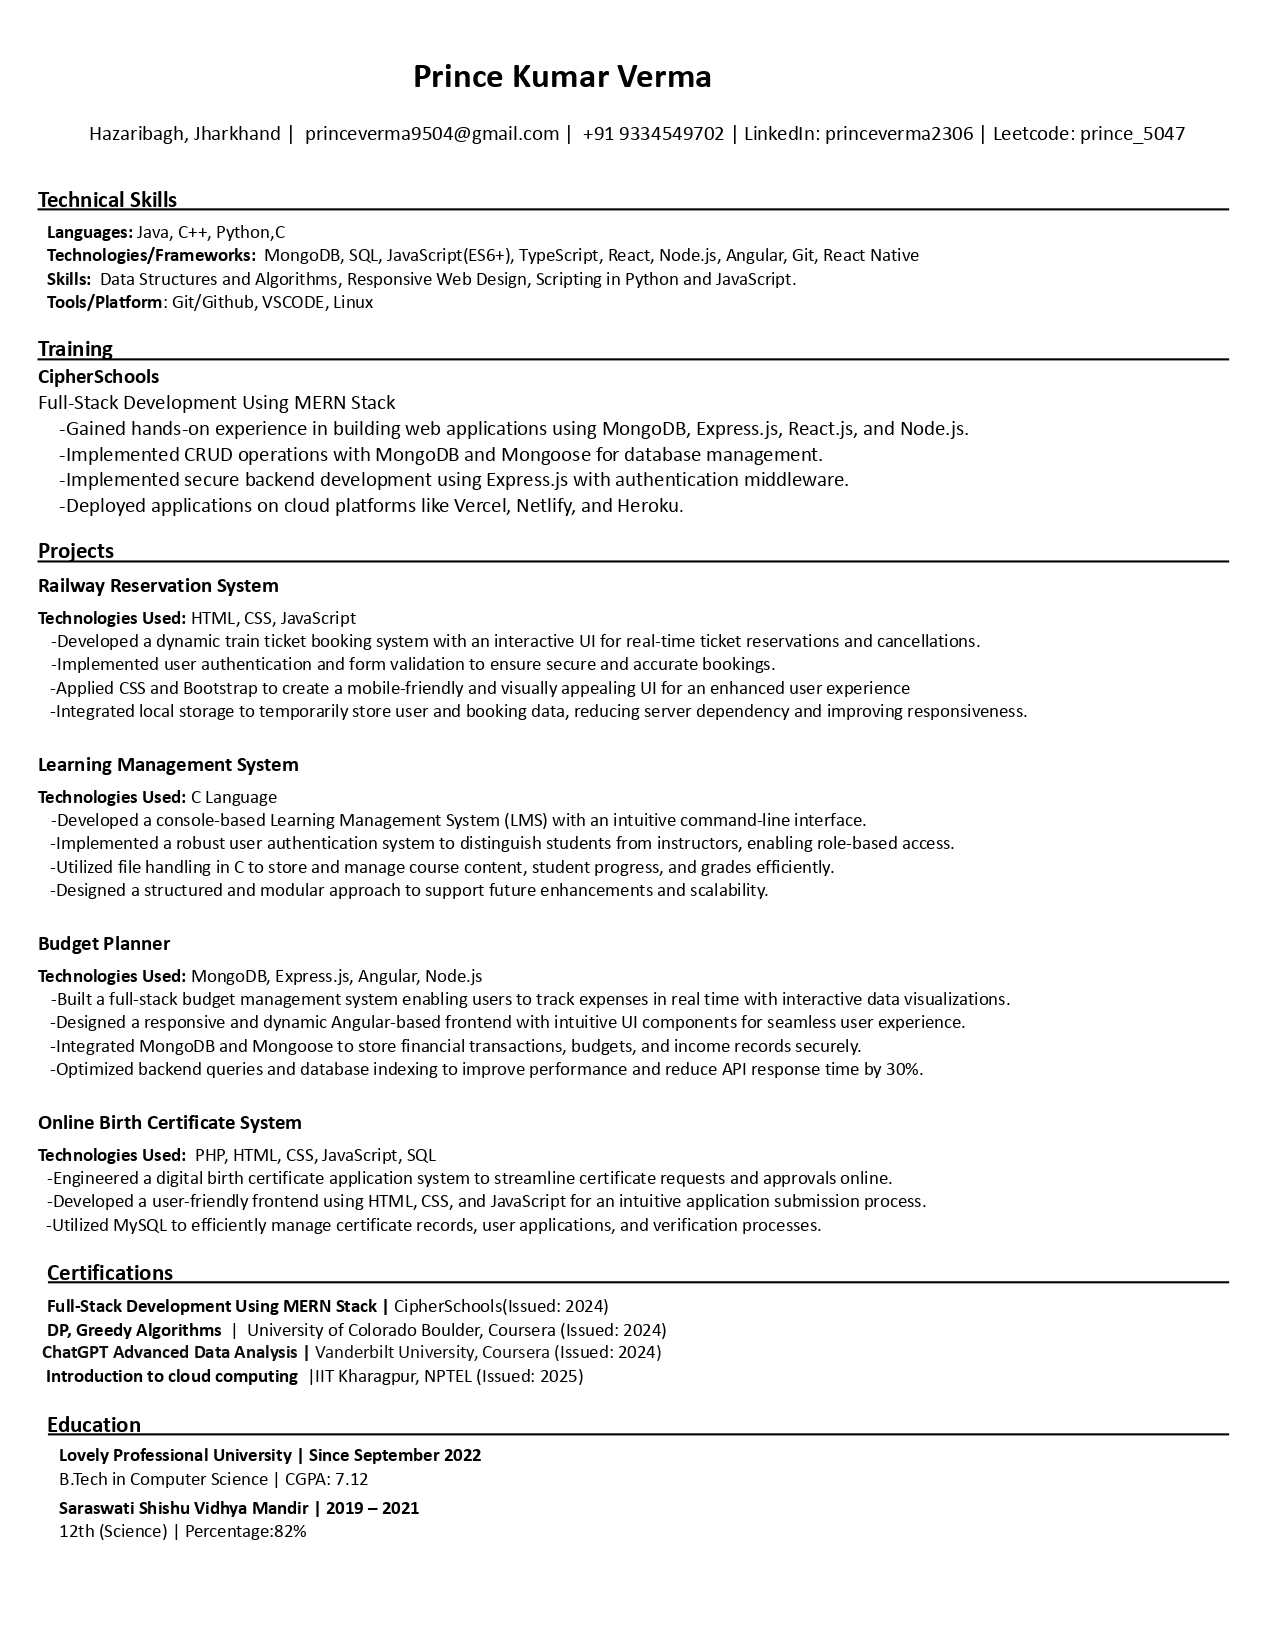 Prince Kumar Verma
Hazaribagh, Jharkhand | princeverma9504@gmail.com | +91 9334549702 | LinkedIn: princeverma2306 | Leetcode: prince_5047
Technical Skills
Languages: Java, C++, Python,C
Technologies/Frameworks: MongoDB, SQL, JavaScript(ES6+), TypeScript, React, Node.js, Angular, Git, React Native
Skills: Data Structures and Algorithms, Responsive Web Design, Scripting in Python and JavaScript.
Tools/Platform: Git/Github, VSCODE, Linux
Training
CipherSchools
Full-Stack Development Using MERN Stack
-Gained hands-on experience in building web applications using MongoDB, Express.js, React.js, and Node.js.
-Implemented CRUD operations with MongoDB and Mongoose for database management.
-Implemented secure backend development using Express.js with authentication middleware.
-Deployed applications on cloud platforms like Vercel, Netlify, and Heroku.
Projects
Railway Reservation System
Technologies Used: HTML, CSS, JavaScript
-Developed a dynamic train ticket booking system with an interactive UI for real-time ticket reservations and cancellations.
-Implemented user authentication and form validation to ensure secure and accurate bookings.
-Applied CSS and Bootstrap to create a mobile-friendly and visually appealing UI for an enhanced user experience
-Integrated local storage to temporarily store user and booking data, reducing server dependency and improving responsiveness.
Learning Management System
Technologies Used: C Language
-Developed a console-based Learning Management System (LMS) with an intuitive command-line interface.
-Implemented a robust user authentication system to distinguish students from instructors, enabling role-based access.
-Utilized file handling in C to store and manage course content, student progress, and grades efficiently.
-Designed a structured and modular approach to support future enhancements and scalability.
Budget Planner
Technologies Used: MongoDB, Express.js, Angular, Node.js
-Built a full-stack budget management system enabling users to track expenses in real time with interactive data visualizations.
-Designed a responsive and dynamic Angular-based frontend with intuitive UI components for seamless user experience.
-Integrated MongoDB and Mongoose to store financial transactions, budgets, and income records securely.
-Optimized backend queries and database indexing to improve performance and reduce API response time by 30%.
Online Birth Certificate System
Technologies Used: PHP, HTML, CSS, JavaScript, SQL
-Engineered a digital birth certificate application system to streamline certificate requests and approvals online.
-Developed a user-friendly frontend using HTML, CSS, and JavaScript for an intuitive application submission process.
-Utilized MySQL to efficiently manage certificate records, user applications, and verification processes.
Certifications
Full-Stack Development Using MERN Stack | CipherSchools(Issued: 2024)
DP, Greedy Algorithms | University of Colorado Boulder, Coursera (Issued: 2024)
ChatGPT Advanced Data Analysis | Vanderbilt University, Coursera (Issued: 2024)
Introduction to cloud computing |IIT Kharagpur, NPTEL (Issued: 2025)
Education
Lovely Professional University | Since September 2022
B.Tech in Computer Science | CGPA: 7.12
Saraswati Shishu Vidhya Mandir | 2019 – 2021
12th (Science) | Percentage:82%